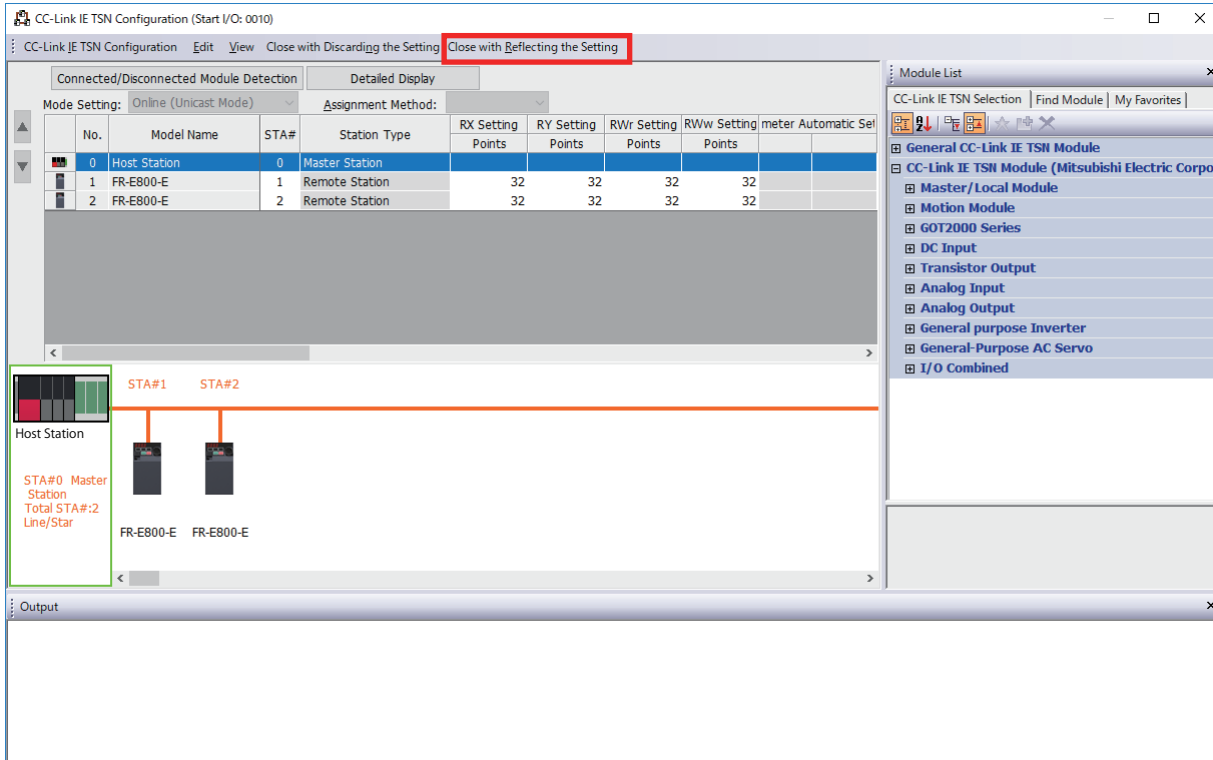 CC-Link IE TSN Configuration (Start I/O: 0010)
CC-Link IE TSN Configuration Edit View Close with Discarding the Setting Close with Reflecting the Setting
Connected/Disconnected Module Detection Detailed Display
Mode Setting: Online (Unicast Mode) Assignment Method:
No. Model Name STA# Station Type RX Setting RY Setting RWr Setting RWw Setting meter Automatic Set
Points Points Points Points
0 Host Station 0 Master Station
1 FR-E800-E 1 Remote Station 32 32 32 32
2 FR-E800-E 2 Remote Station 32 32 32 32
STA#1 STA#2
Host Station
STA#0 Master
Station
Total STA#:2
Line/Star
FR-E800-E FR-E800-E
Module List
CC-Link IE TSN Selection Find Module My Favorites
General CC-Link IE TSN Module
CC-Link IE TSN Module (Mitsubishi Electric Corpo
Master/Local Module
Motion Module
GOT2000 Series
DC Input
Transistor Output
Analog Input
Analog Output
General purpose Inverter
General-Purpose AC Servo
I/O Combined
Output